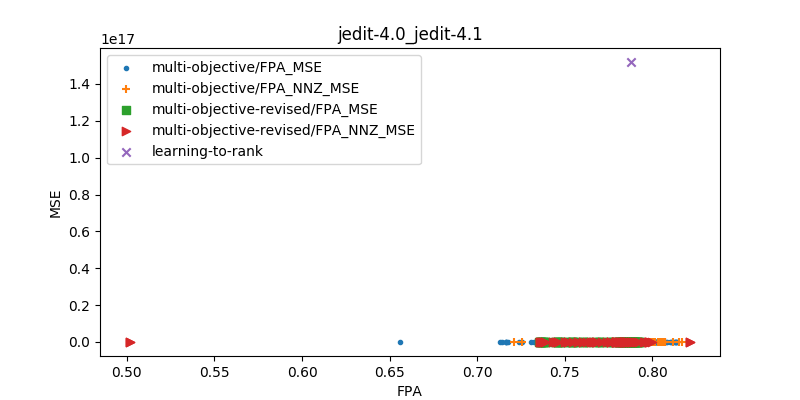 jedit-4.0_jedit-4.1
1e17
multi-objective/FPA_MSE
multi-objective/FPA_NNZ_MSE
multi-objective-revised/FPA_MSE
multi-objective-revised/FPA_NNZ_MSE
learning-to-rank
1.4
1.2
1.0
0.8
0.6
0.4
0.2
0.0
MSE
0.50 0.55 0.60 0.65 0.70 0.75 0.80
FPA